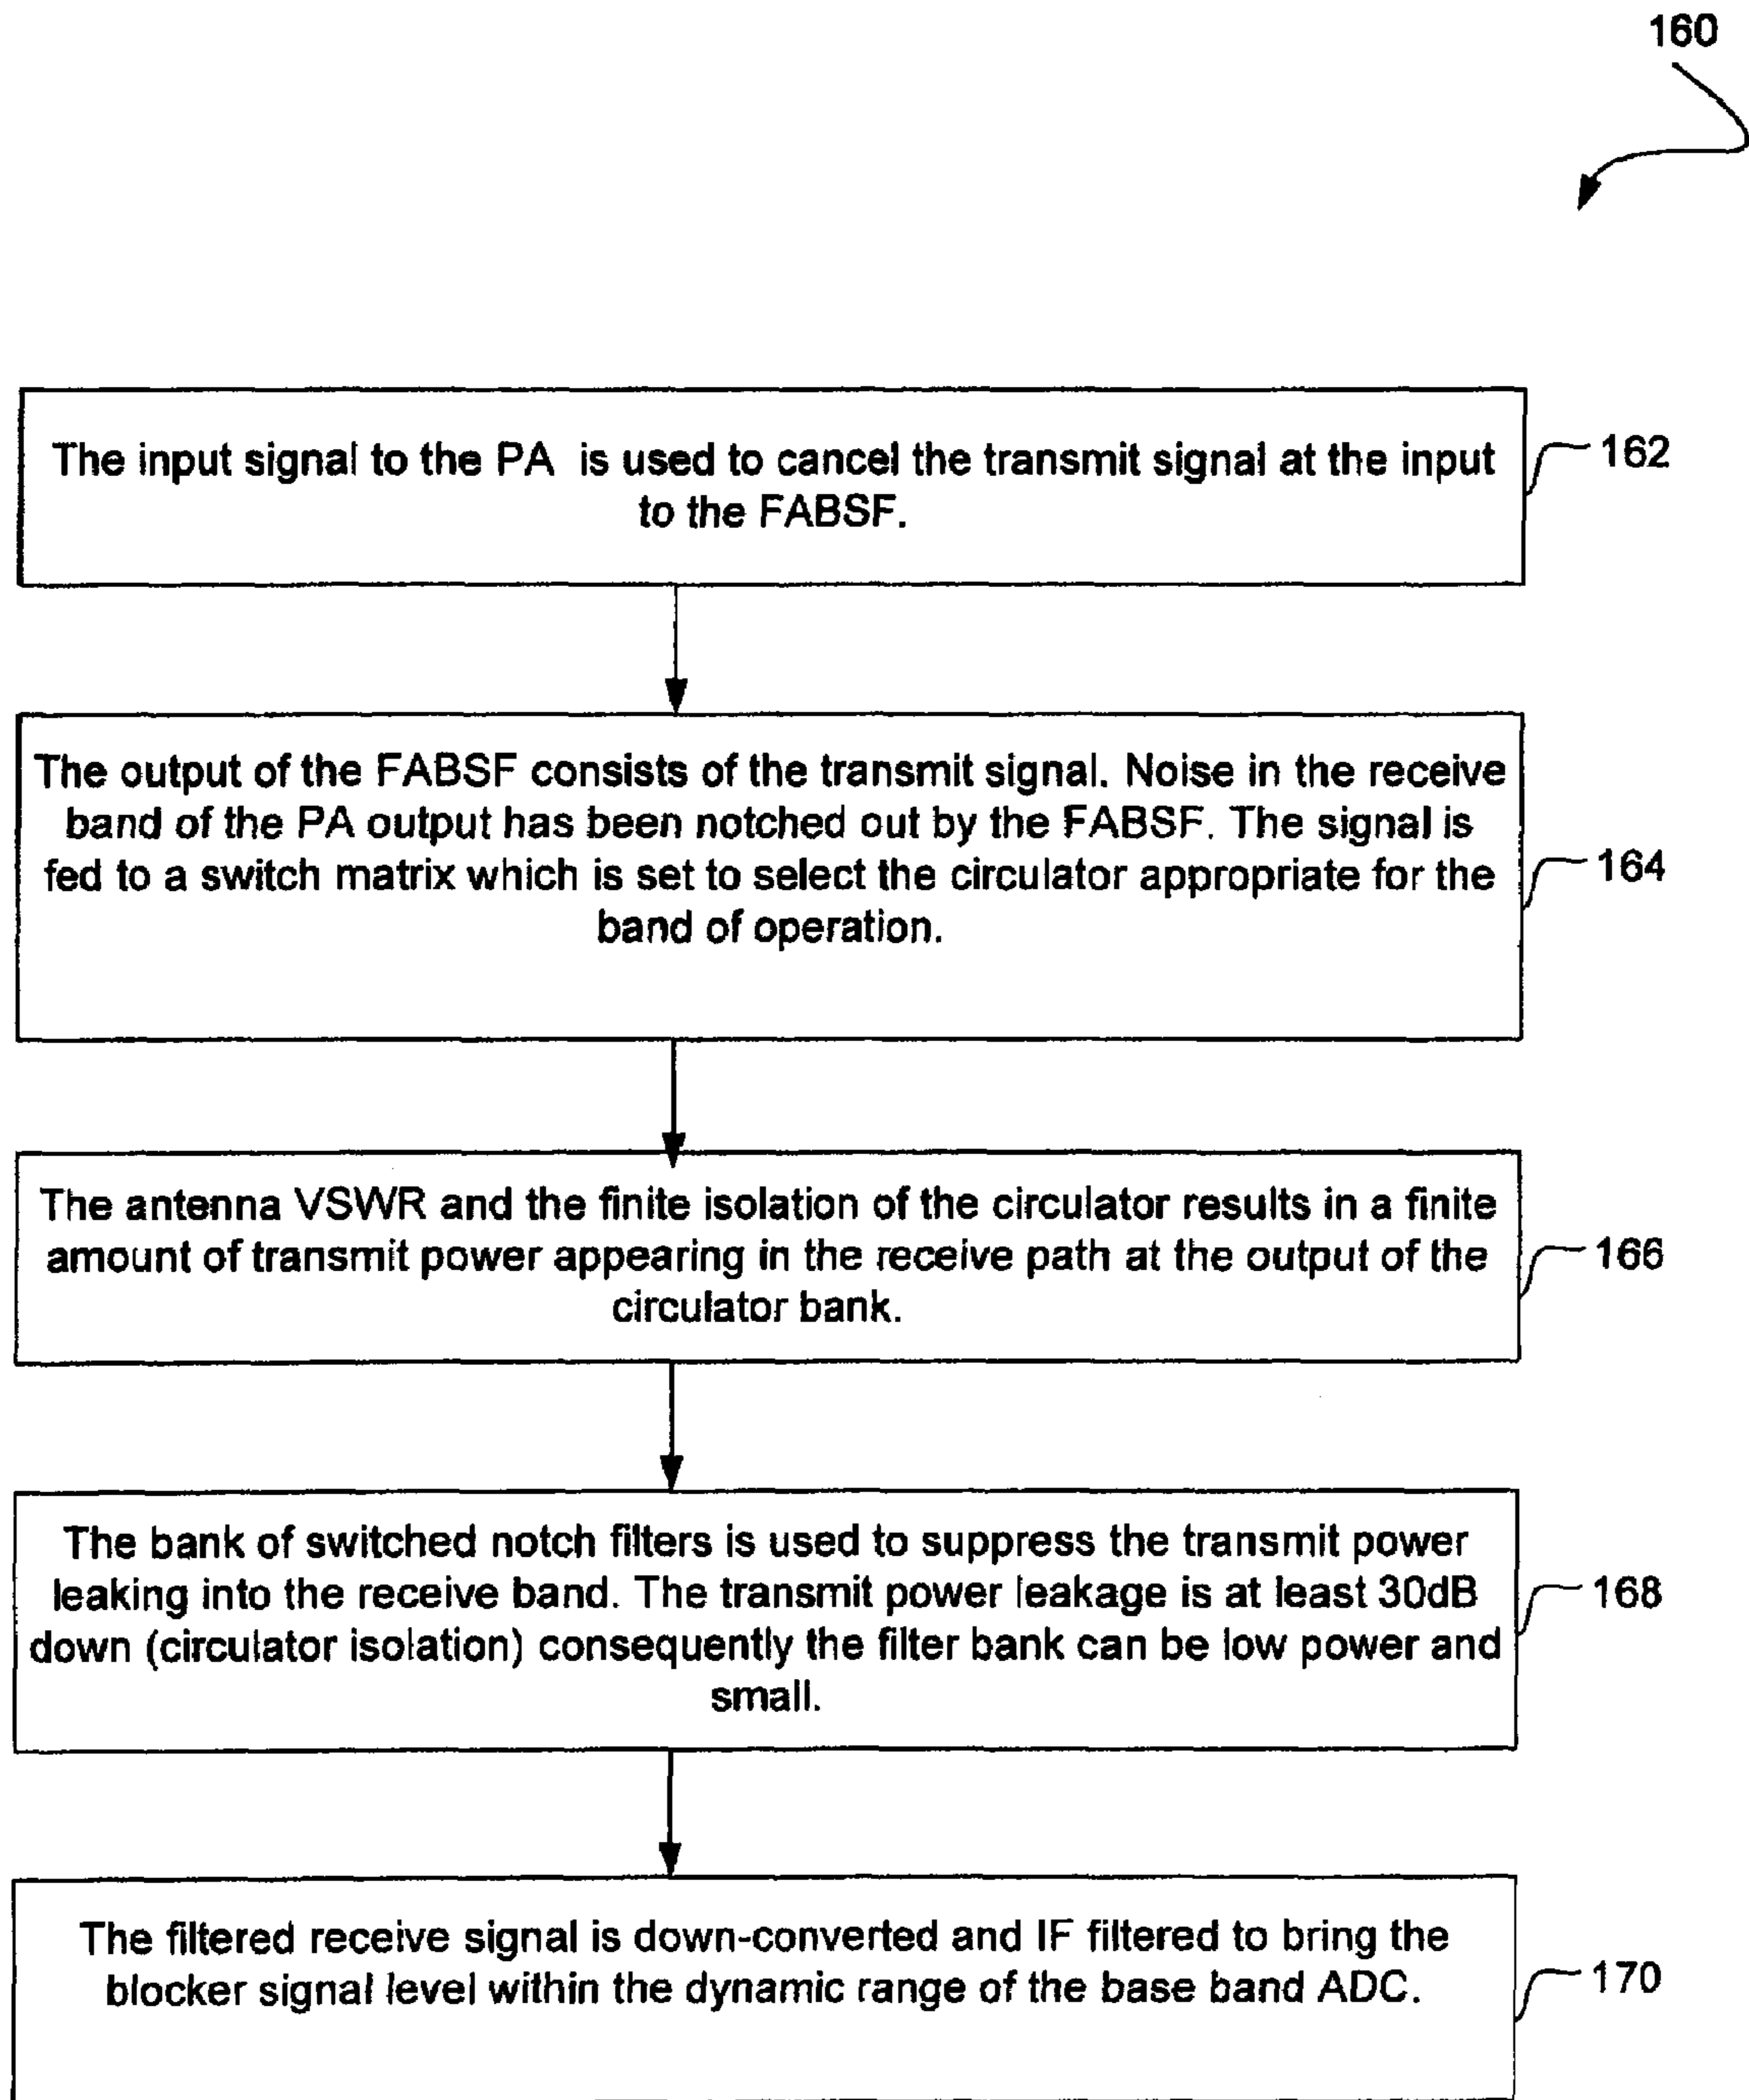 160
The input signal to the PA is used to cancel the transmit signal at the input
to the FABSF.
162
The output of the FABSF consists of the transmit signal. Noise in the receive
band of the PA output has been notched out by the FABSF. The signal is
fed to a switch matrix which is set to select the circulator appropriate for the
band of operation.
164
The antenna VSWR and the finite isolation of the circulator results in a finite
amount of transmit power appearing in the receive path at the output of the
circulator bank.
166
The bank of switched notch filters is used to suppress the transmit power
leaking into the receive band. The transmit power leakage is at least 30dB
down (circulator isolation) consequently the filter bank can be low power and
small.
168
The filtered receive signal is down-converted and IF filtered to bring the
blocker signal level within the dynamic range of the base band ADC.
170